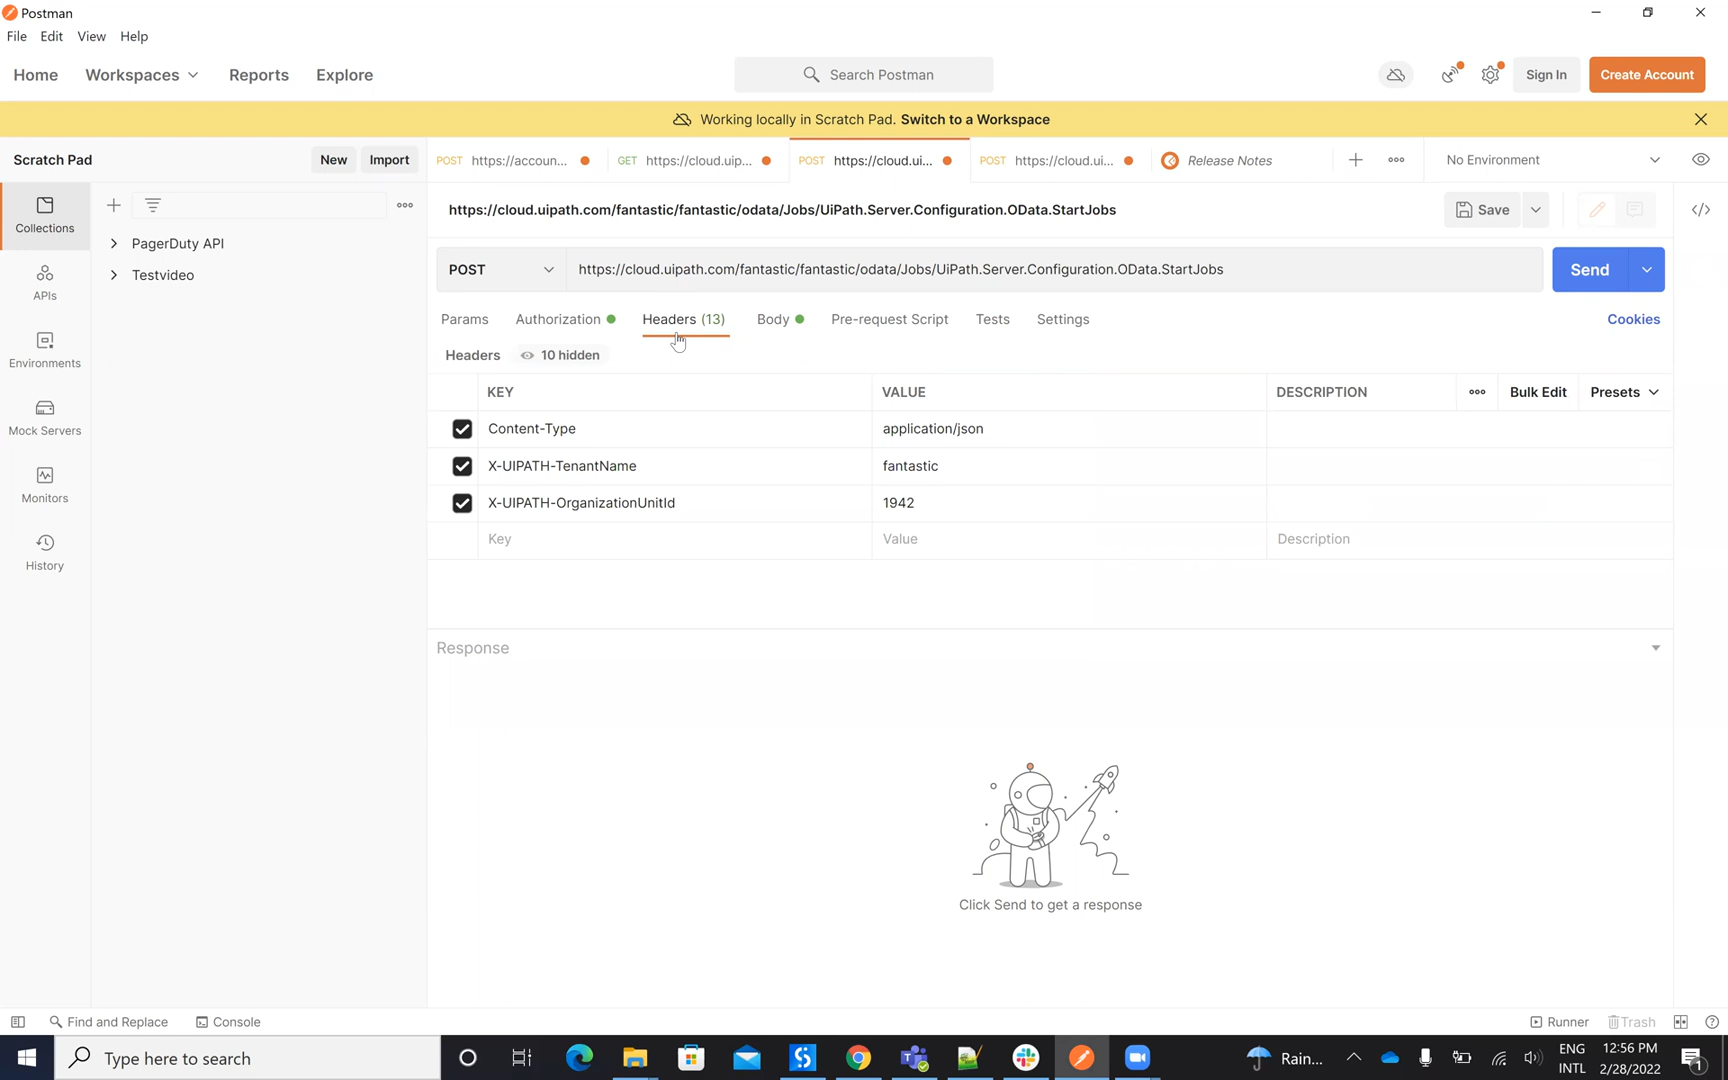 Postman
File Edit View Help
Home Workspaces Reports Explore
Search Postman
Sign In Create Account
Working locally in Scratch Pad. Switch to a Workspace
Scratch Pad New Import
POST https://accoun... GET https://cloud.uip... POST https://cloud.ui... POST https://cloud.ui... Release Notes
No Environment
Collections
APIs
Environments
Mock Servers
Monitors
History
PagerDuty API
Testvideo
https://cloud.uipath.com/fantastic/fantastic/odata/Jobs/UiPath.Server.Configuration.OData.StartJobs
Save
POST https://cloud.uipath.com/fantastic/fantastic/odata/Jobs/UiPath.Server.Configuration.OData.StartJobs
Send
Params Authorization Headers (13) Body Pre-request Script Tests Settings Cookies
Headers 10 hidden
KEY VALUE DESCRIPTION Bulk Edit Presets
Content-Type application/json
X-UIPATH-TenantName fantastic
X-UIPATH-OrganizationUnitId 1942
Key Value Description
Response
Click Send to get a response
Find and Replace Console Runner Trash
Type here to search
Rain...
ENG
INTL
12:56 PM
2/28/2022
1